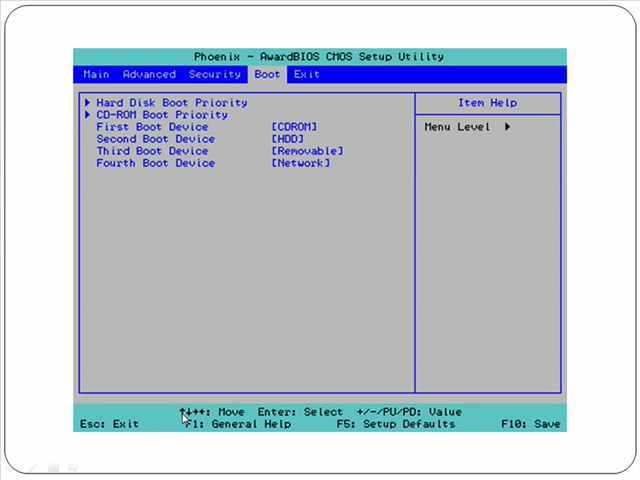 Phoenix - AwardBIOS CMOS Setup Utility
Main Advanced Security Boot Exit
Hard Disk Boot Priority
CD-ROM Boot Priority
First Boot Device [CDROM]
Second Boot Device [HDD]
Third Boot Device [Removable]
Fourth Boot Device [Network]
Item Help
Menu Level ▶
↑↓→←: Move Enter: Select +/-/PU/PD: Value
Esc: Exit F1: General Help F5: Setup Defaults F10: Save